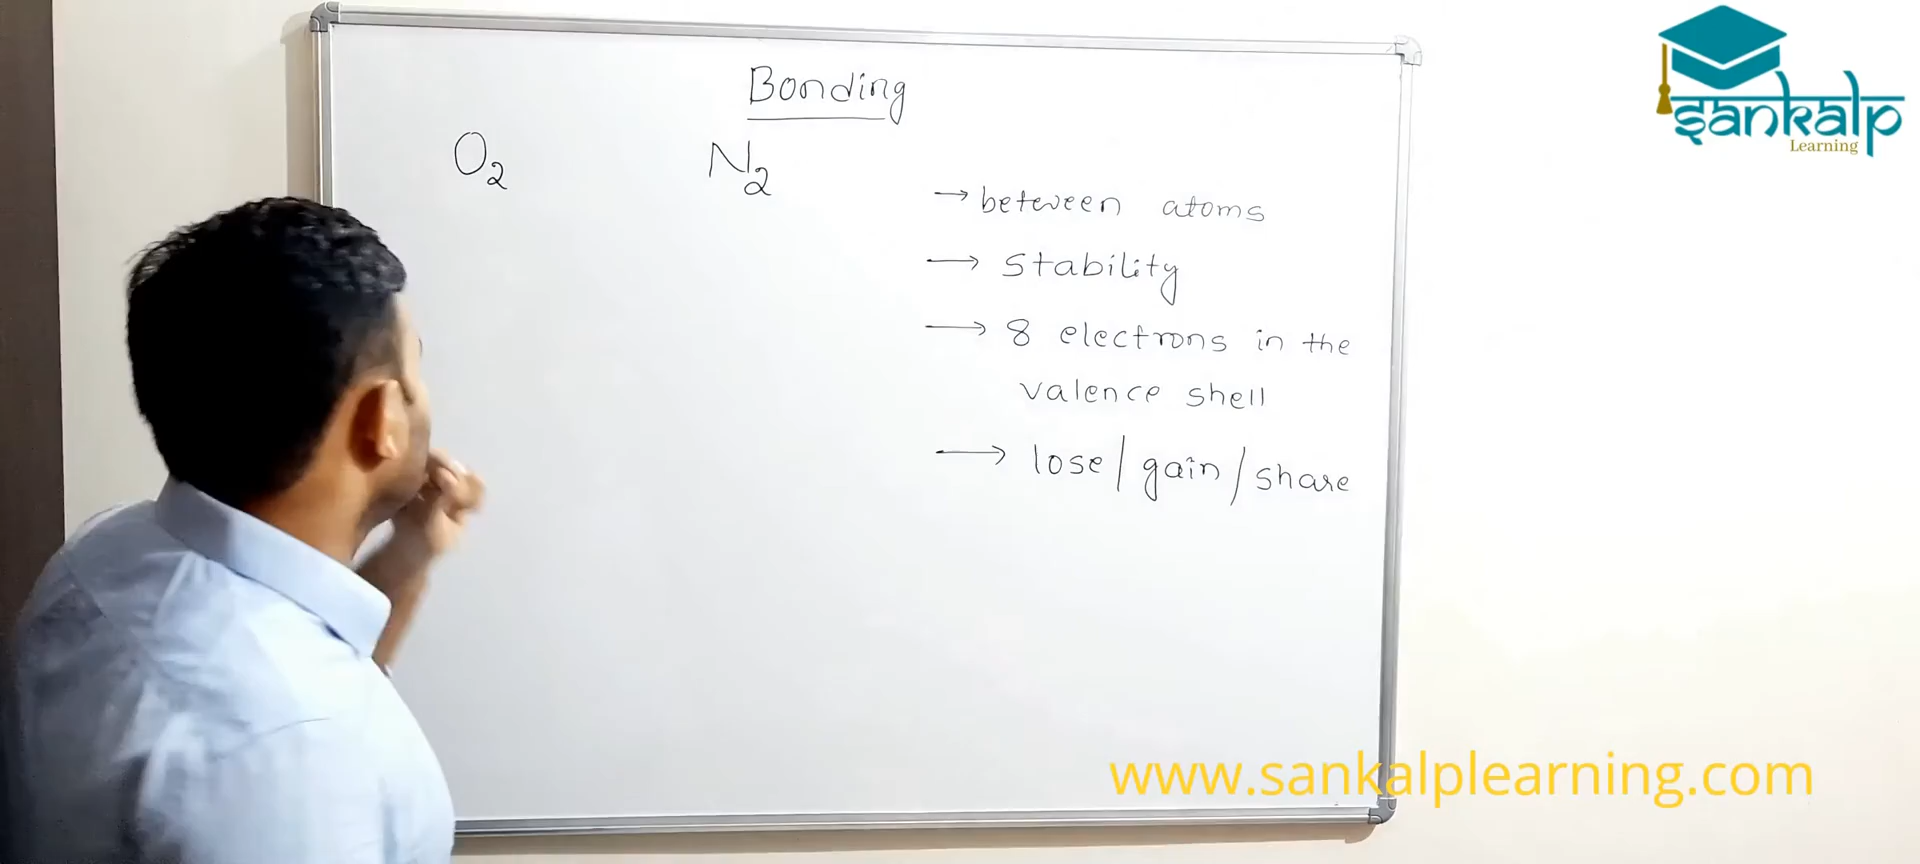 Bonding
O₂ N₂
→ between atoms
→ stability
→ 8 electrons in the
valence shell
→ lose/gain/share
sankalp
Learning
www.sankalplearning.com